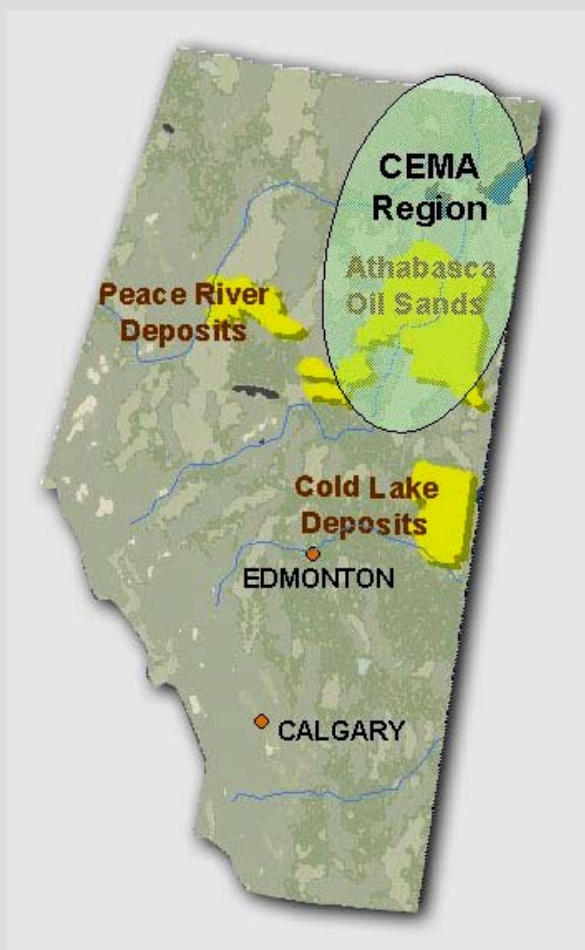 CEMA
Region
Athabasca
Oil Sands
Peace River
Deposits
Cold Lake
Deposits
EDMONTON
CALGARY